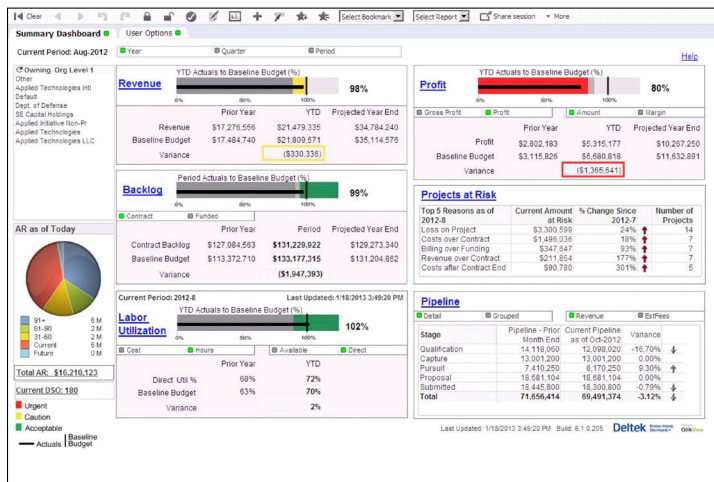 Clear
Select Bookmark
Select Report
Share session
More
Summary Dashboard
User Options
Current Period: Aug-2012
Year
Quarter
Period
Help
Owning Org Level 1
Other
Applied Technologies Intl
Default
Dept. of Defense
SE Capital Holdings
Applied Initiative Non-Pr
Applied Technologies
Applied Technologies LLC
Revenue
YTD Actuals to Baseline Budget (%)
98%
0% 50% 100%
Prior Year YTD Projected Year End
Revenue $17,276,556 $21,479,335 $34,784,240
Baseline Budget $17,484,740 $21,809,671 $35,114,576
Variance ($330,336)
Profit
YTD Actuals to Baseline Budget (%)
80%
0% 50% 100%
Gross Profit Profit Amount Margin
Prior Year YTD Projected Year End
Profit $2,802,183 $5,315,177 $10,267,250
Baseline Budget $3,115,826 $6,680,818 $11,632,891
Variance ($1,365,641)
Backlog
Period Actuals to Baseline Budget (%)
99%
0% 50% 100%
Contract Funded
Prior Year Period Projected Year End
Contract Backlog $127,084,563 $131,229,922 $129,273,340
Baseline Budget $113,372,710 $133,177,315 $131,204,862
Variance ($1,947,393)
Projects at Risk
Top 5 Reasons as of 2012-8
Current Amount at Risk
% Change Since 2012-7
Number of Projects
Loss on Project $3,300,599 24% 14
Costs over Contract $1,496,036 18% 7
Billing over Funding $347,647 93% 7
Revenue over Contract $211,864 177% 7
Costs after Contract End $90,780 301% 5
AR as of Today
91+ 6 M
61-90 2 M
31-60 2 M
Current 6 M
Future 0 M
Total AR: $16,210,123
Current DSO: 180
Urgent
Caution
Acceptable
Actuals
Baseline
Budget
Current Period: 2012-8
Last Updated: 1/18/2013 3:49:20 PM
Labor
Utilization
YTD Actuals to Baseline Budget (%)
102%
0% 50% 100%
Cost Hours Available Direct
Prior Year YTD
Direct Util % 68% 72%
Baseline Budget 63% 70%
Variance 2%
Pipeline
Detail Grouped Revenue EstFees
Stage
Pipeline - Prior Month End
Current Pipeline as of Oct-2012
Variance
Qualification 14,118,060 12,098,020 -16.70%
Capture 13,001,200 13,001,200 0.00%
Pursuit 7,410,250 8,170,250 9.30%
Proposal 18,681,104 18,681,104 0.00%
Submitted 18,445,800 18,300,800 -0.79%
Total 71,656,414 69,491,374 -3.12%
Last Updated: 1/18/2013 3:49:20 PM Build: 6.1.0.205
Deltek
Know more.
Do more.
QlikView